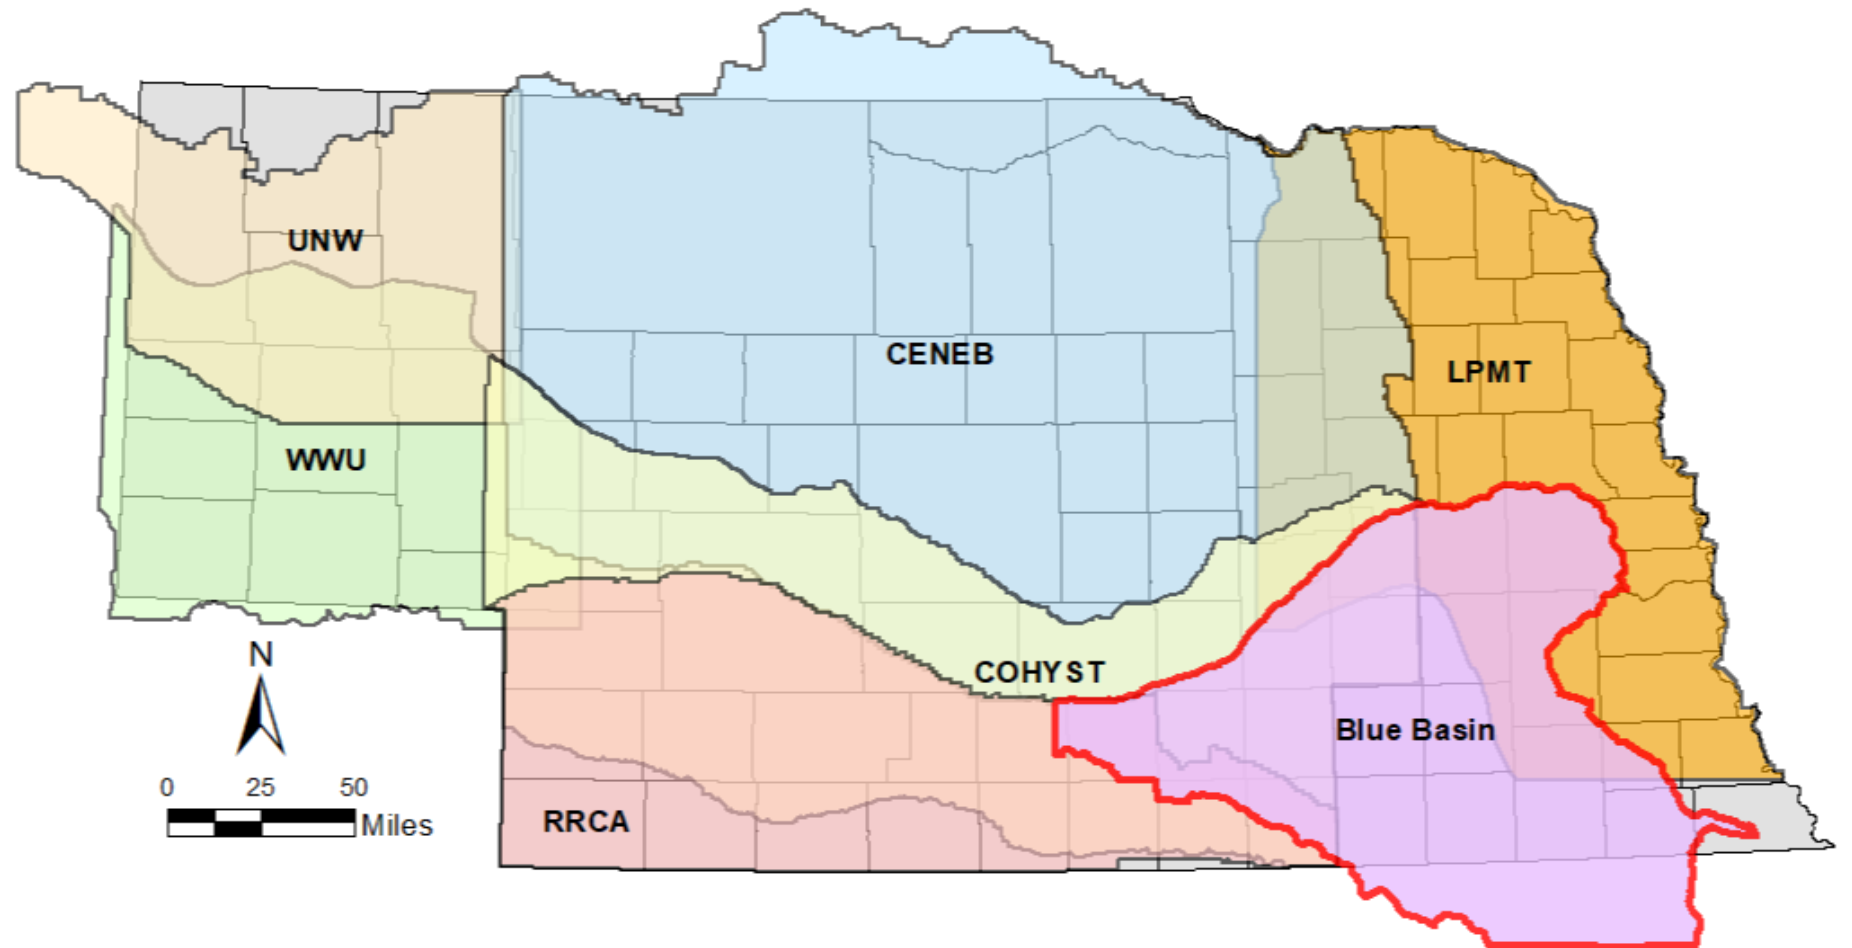 UNW
CENEB
LPMT
WWU
N
COHYST
Blue Basin
0 25 50
Miles
RRCA